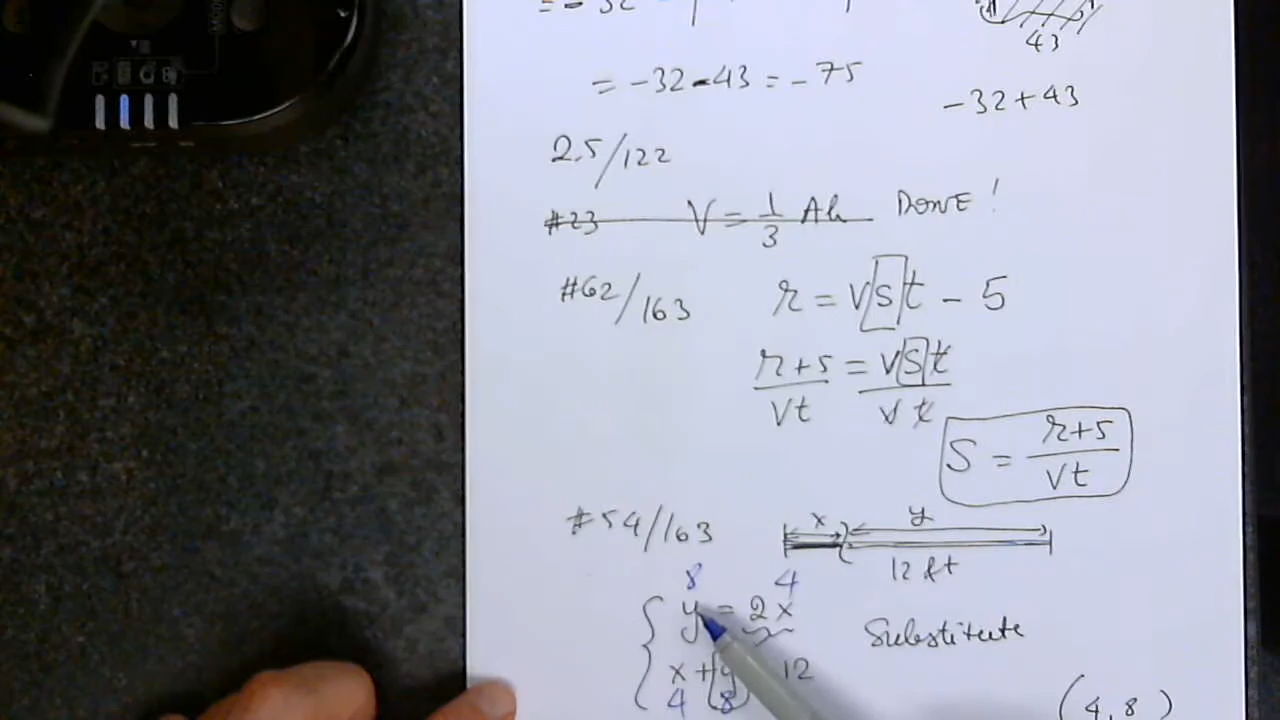 = -32
43
= -32 - 43 = -75
-32 + 43
2.5/122
#23 V = 1/3 Ah DONE!
#62/163 r = vst - 5
r+5 = vst
vt vt
S = r+5/vt
#54/163 x y
12 ft
8 4
y = 2x
Substitute
x + y 12
4 8
(4, 8)